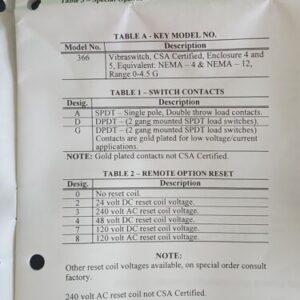 Table 3 – Special
TABLE A - KEY MODEL NO.
Model No. Description
366 Vibraswitch, CSA Certified, Enclosure 4 and
5, Equivalent: NEMA – 4 & NEMA – 12,
Range 0-4.5 G
TABLE 1 – SWITCH CONTACTS
Desig. Description
A SPDT – Single pole, Double throw load contacts.
D DPDT – (2 gang mounted SPDT load switches).
G DPDT – (2 gang mounted SPDT load switches)
Contacts are gold plated for low voltage/current
applications.
NOTE: Gold plated contacts not CSA Certified.
TABLE 2 – REMOTE OPTION RESET
Desig. Description
0 No reset coil.
2 24 volt DC reset coil voltage.
3 240 volt AC reset coil voltage.
4 48 volt AC reset coil voltage.
7 120 volt DC reset coil voltage.
8 120 volt AC reset coil voltage.
NOTE:
Other reset coil voltages available, on special order consult
factory.
240 volt AC reset coil not CSA Certified.